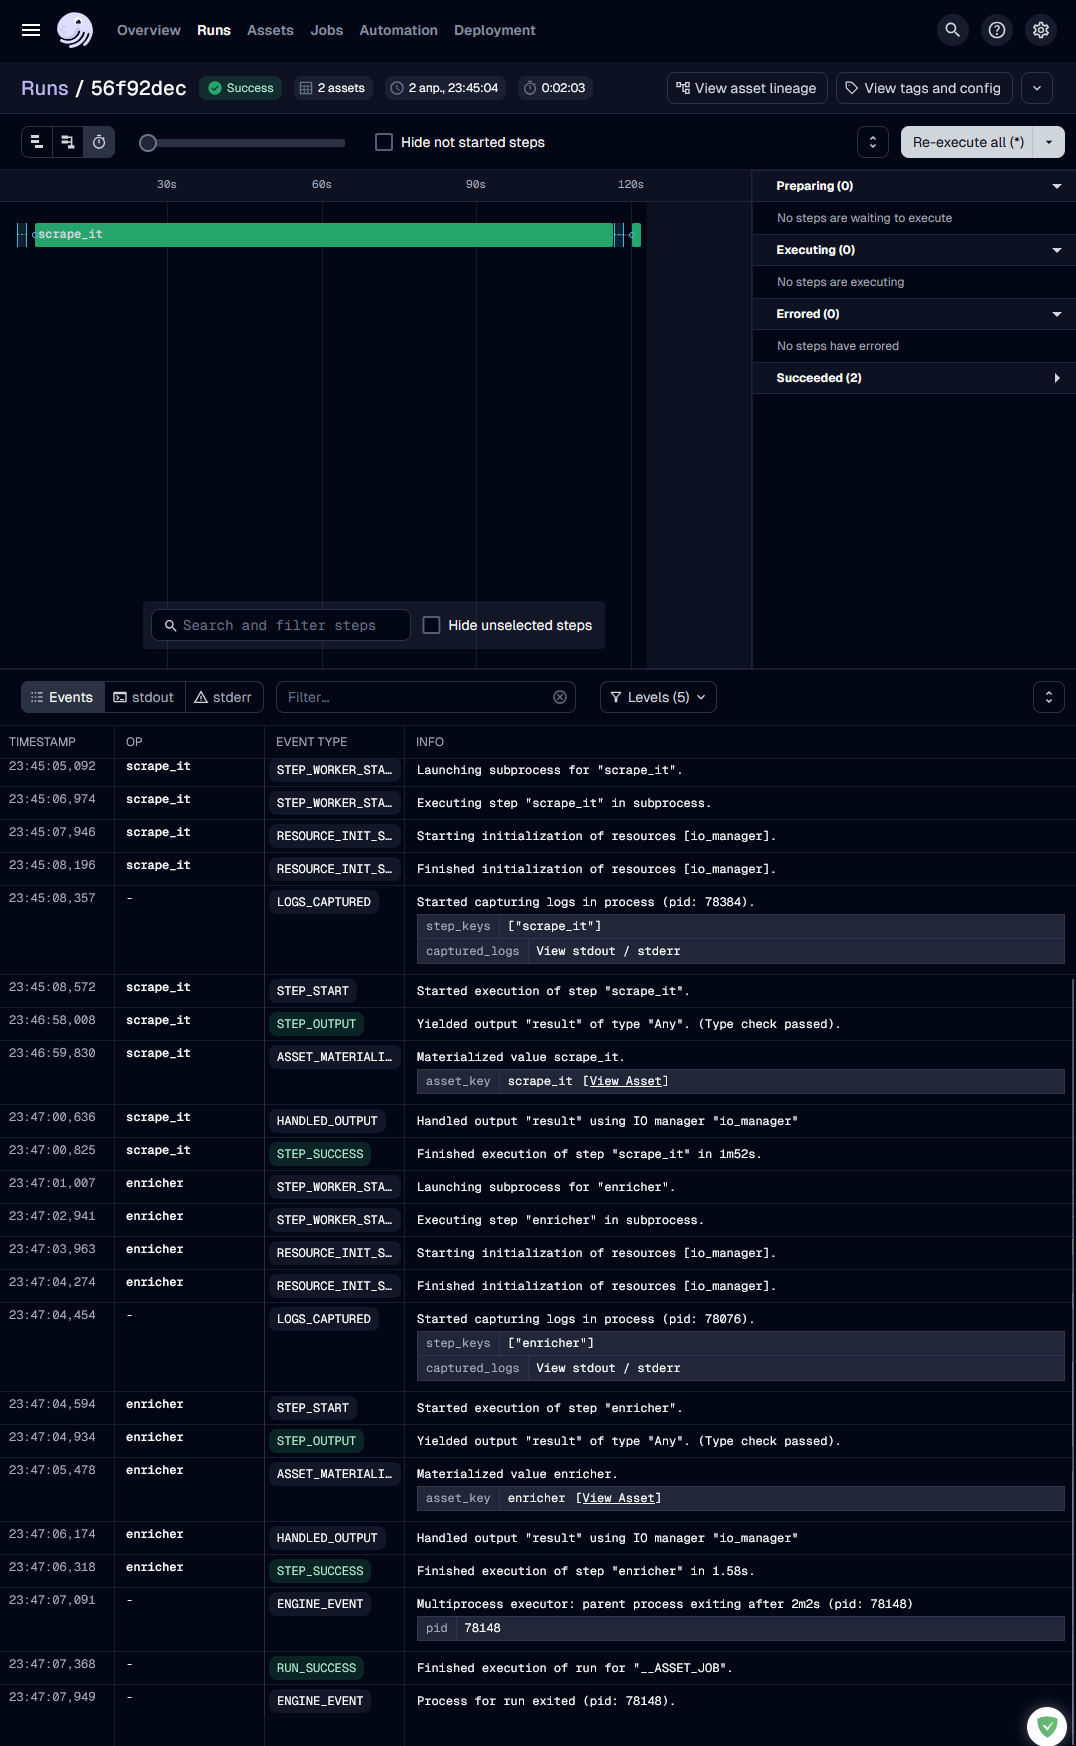 Overview Runs Assets Jobs Automation Deployment
Runs / 56f92dec Success 2 assets 2 апр., 23:45:04 0:02:03 View asset lineage View tags and config
Hide not started steps Re-execute all (*)
30s 60s 90s 120s
scrape_it
Preparing (0)
No steps are waiting to execute
Executing (0)
No steps are executing
Errored (0)
No steps have errored
Succeeded (2)
Search and filter steps Hide unselected steps
Events stdout stderr Filter... Levels (5)
TIMESTAMP OP EVENT TYPE INFO
23:45:05,092 scrape_it STEP_WORKER_STA... Launching subprocess for "scrape_it".
23:45:06,974 scrape_it STEP_WORKER_STA... Executing step "scrape_it" in subprocess.
23:45:07,946 scrape_it RESOURCE_INIT_S... Starting initialization of resources [io_manager].
23:45:08,196 scrape_it RESOURCE_INIT_S... Finished initialization of resources [io_manager].
23:45:08,357 - LOGS_CAPTURED Started capturing logs in process (pid: 78384).
step_keys ["scrape_it"]
captured_logs View stdout / stderr
23:45:08,572 scrape_it STEP_START Started execution of step "scrape_it".
23:46:58,008 scrape_it STEP_OUTPUT Yielded output "result" of type "Any". (Type check passed).
23:46:59,830 scrape_it ASSET_MATERIALI... Materialized value scrape_it.
asset_key scrape_it [View Asset]
23:47:00,636 scrape_it HANDLED_OUTPUT Handled output "result" using IO manager "io_manager"
23:47:00,825 scrape_it STEP_SUCCESS Finished execution of step "scrape_it" in 1m52s.
23:47:01,007 enricher STEP_WORKER_STA... Launching subprocess for "enricher".
23:47:02,941 enricher STEP_WORKER_STA... Executing step "enricher" in subprocess.
23:47:03,963 enricher RESOURCE_INIT_S... Starting initialization of resources [io_manager].
23:47:04,274 enricher RESOURCE_INIT_S... Finished initialization of resources [io_manager].
23:47:04,454 - LOGS_CAPTURED Started capturing logs in process (pid: 78076).
step_keys ["enricher"]
captured_logs View stdout / stderr
23:47:04,594 enricher STEP_START Started execution of step "enricher".
23:47:04,934 enricher STEP_OUTPUT Yielded output "result" of type "Any". (Type check passed).
23:47:05,478 enricher ASSET_MATERIALI... Materialized value enricher.
asset_key enricher [View Asset]
23:47:06,174 enricher HANDLED_OUTPUT Handled output "result" using IO manager "io_manager"
23:47:06,318 enricher STEP_SUCCESS Finished execution of step "enricher" in 1.58s.
23:47:07,091 - ENGINE_EVENT Multiprocess executor: parent process exiting after 2m2s (pid: 78148)
pid 78148
23:47:07,368 - RUN_SUCCESS Finished execution of run for "__ASSET_JOB".
23:47:07,949 - ENGINE_EVENT Process for run exited (pid: 78148).